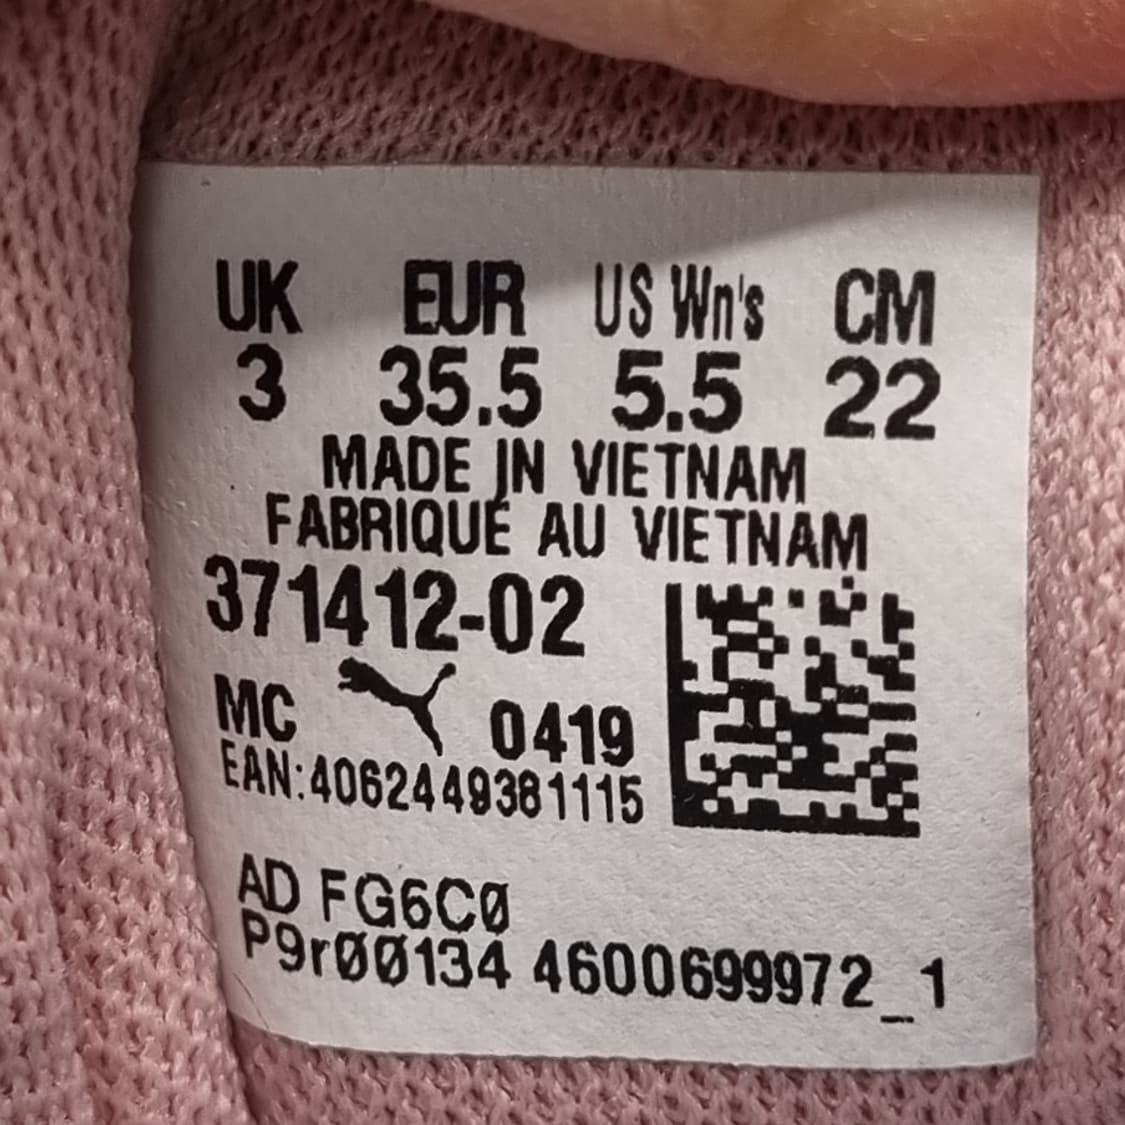 UK EUR US Wn's CM
3 35.5 5.5 22
MADE IN VIETNAM
FABRIQUÉ AU VIETNAM
371412-02
MC 0419
EAN:4062449381115
AD FG6C0
P9r00134 4600699972_1